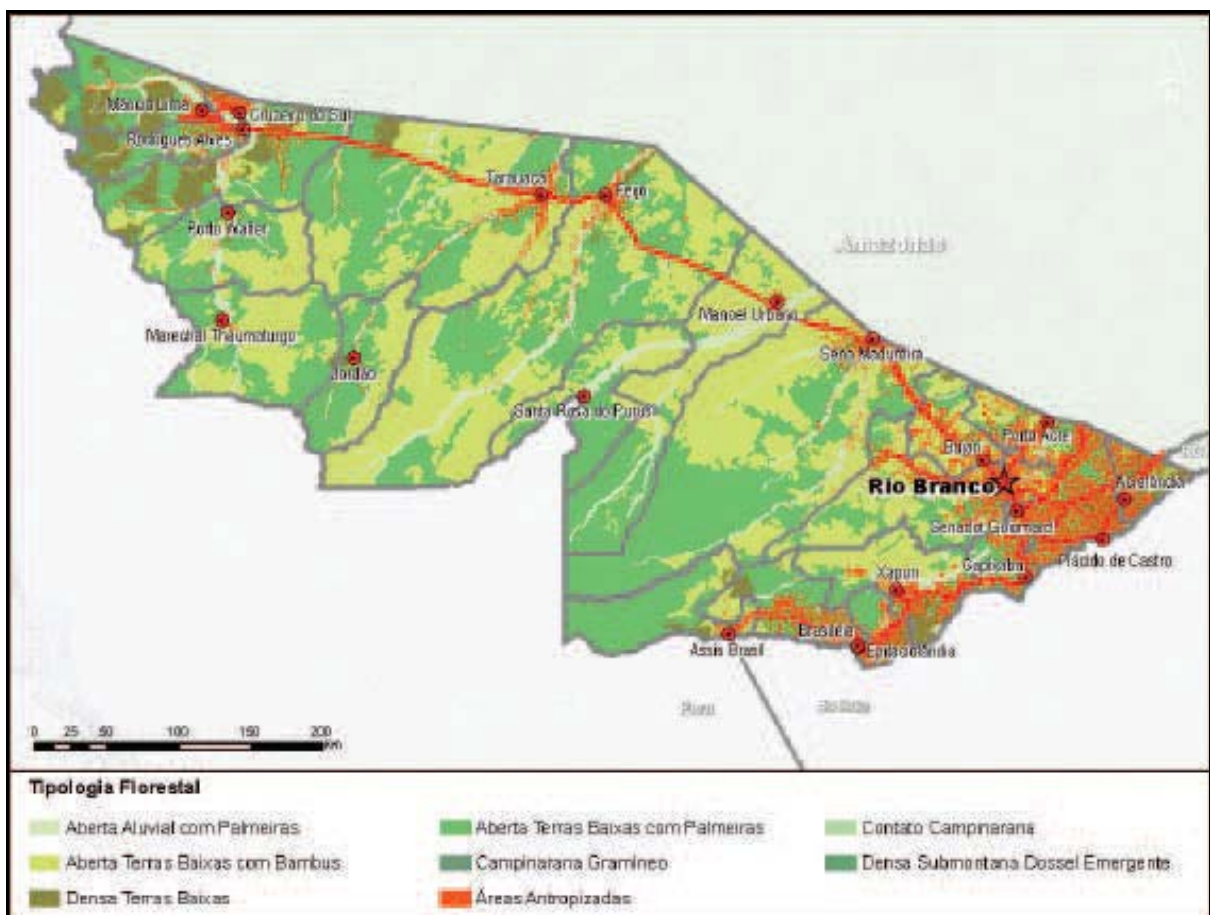 Mâncio Lima
Cruzeiro do Sul
Rodrigues Alves
Tarauacá
Feijó
Porto Walter
Manoel Urbano
Marechal Thaumaturgo
Sena Madureira
Jordão
Santa Rosa do Purus
Porto Acre
Bujari
Rio Branco
Acrelândia
Senador Guiomard
Plácido de Castro
Capixaba
Xapuri
Brasiléia
Epitaciolândia
Assis Brasil
Peru
Bolívia
0 25 50 100 150 200
Km
Tipologia Florestal
Aberta Aluvial com Palmeiras
Aberta Terras Baixas com Palmeiras
Contato Campinarana
Aberta Terras Baixas com Bambus
Campinarana Gramíneo
Densa Submontana Dossel Emergente
Densa Terras Baixas
Áreas Antropizadas